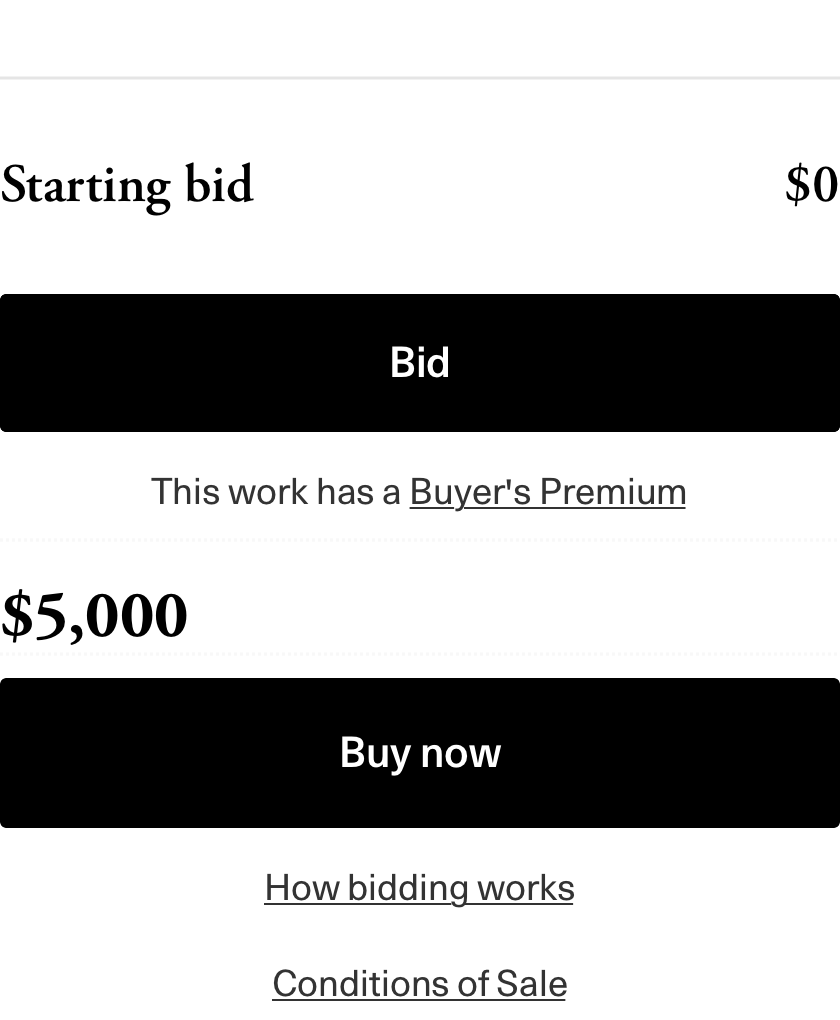 Starting bid $0
Bid
This work has a Buyer's Premium
$5,000
Buy now
How bidding works
Conditions of Sale